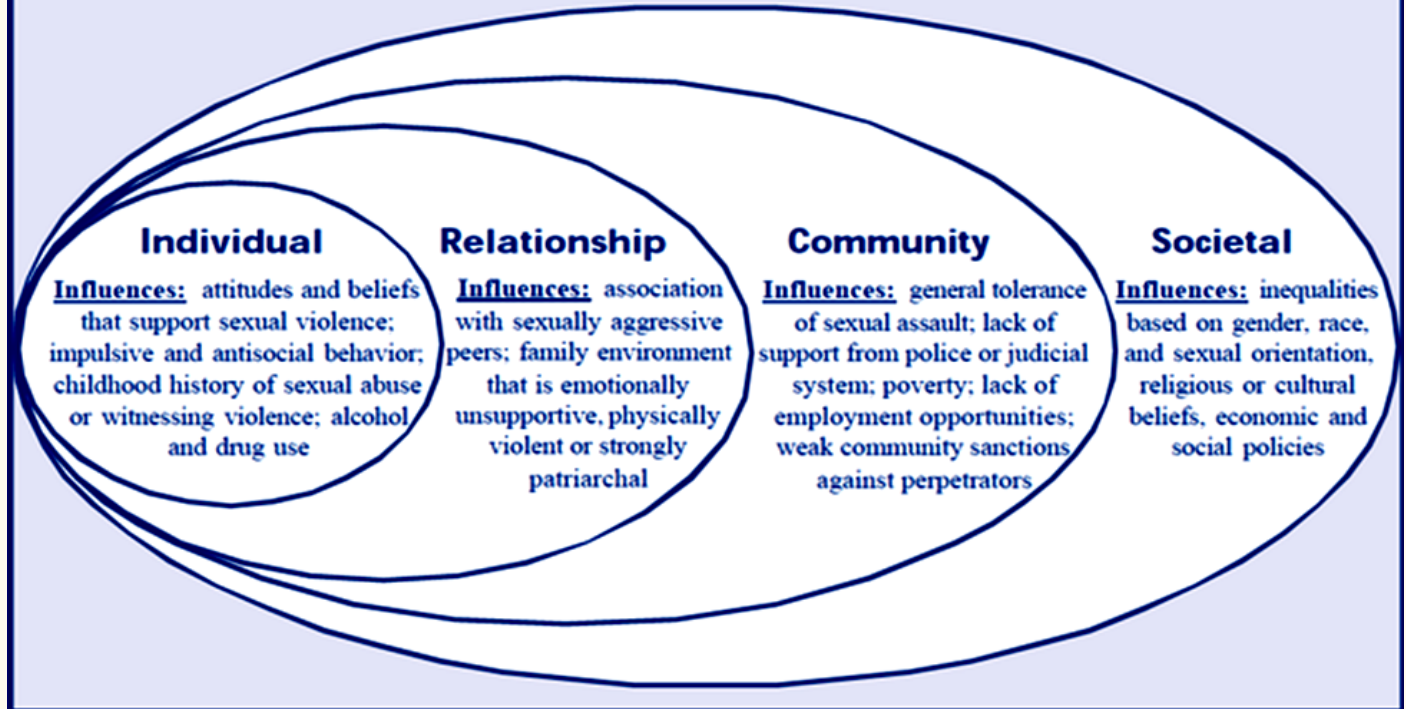 Individual
Influences: attitudes and beliefs
that support sexual violence;
impulsive and antisocial behavior;
childhood history of sexual abuse
or witnessing violence; alcohol
and drug use
Relationship
Influences: association
with sexually aggressive
peers; family environment
that is emotionally
unsupportive, physically
violent or strongly
patriarchal
Community
Influences: general tolerance
of sexual assault; lack of
support from police or judicial
system; poverty; lack of
employment opportunities;
weak community sanctions
against perpetrators
Societal
Influences: inequalities
based on gender, race,
and sexual orientation,
religious or cultural
beliefs, economic and
social policies